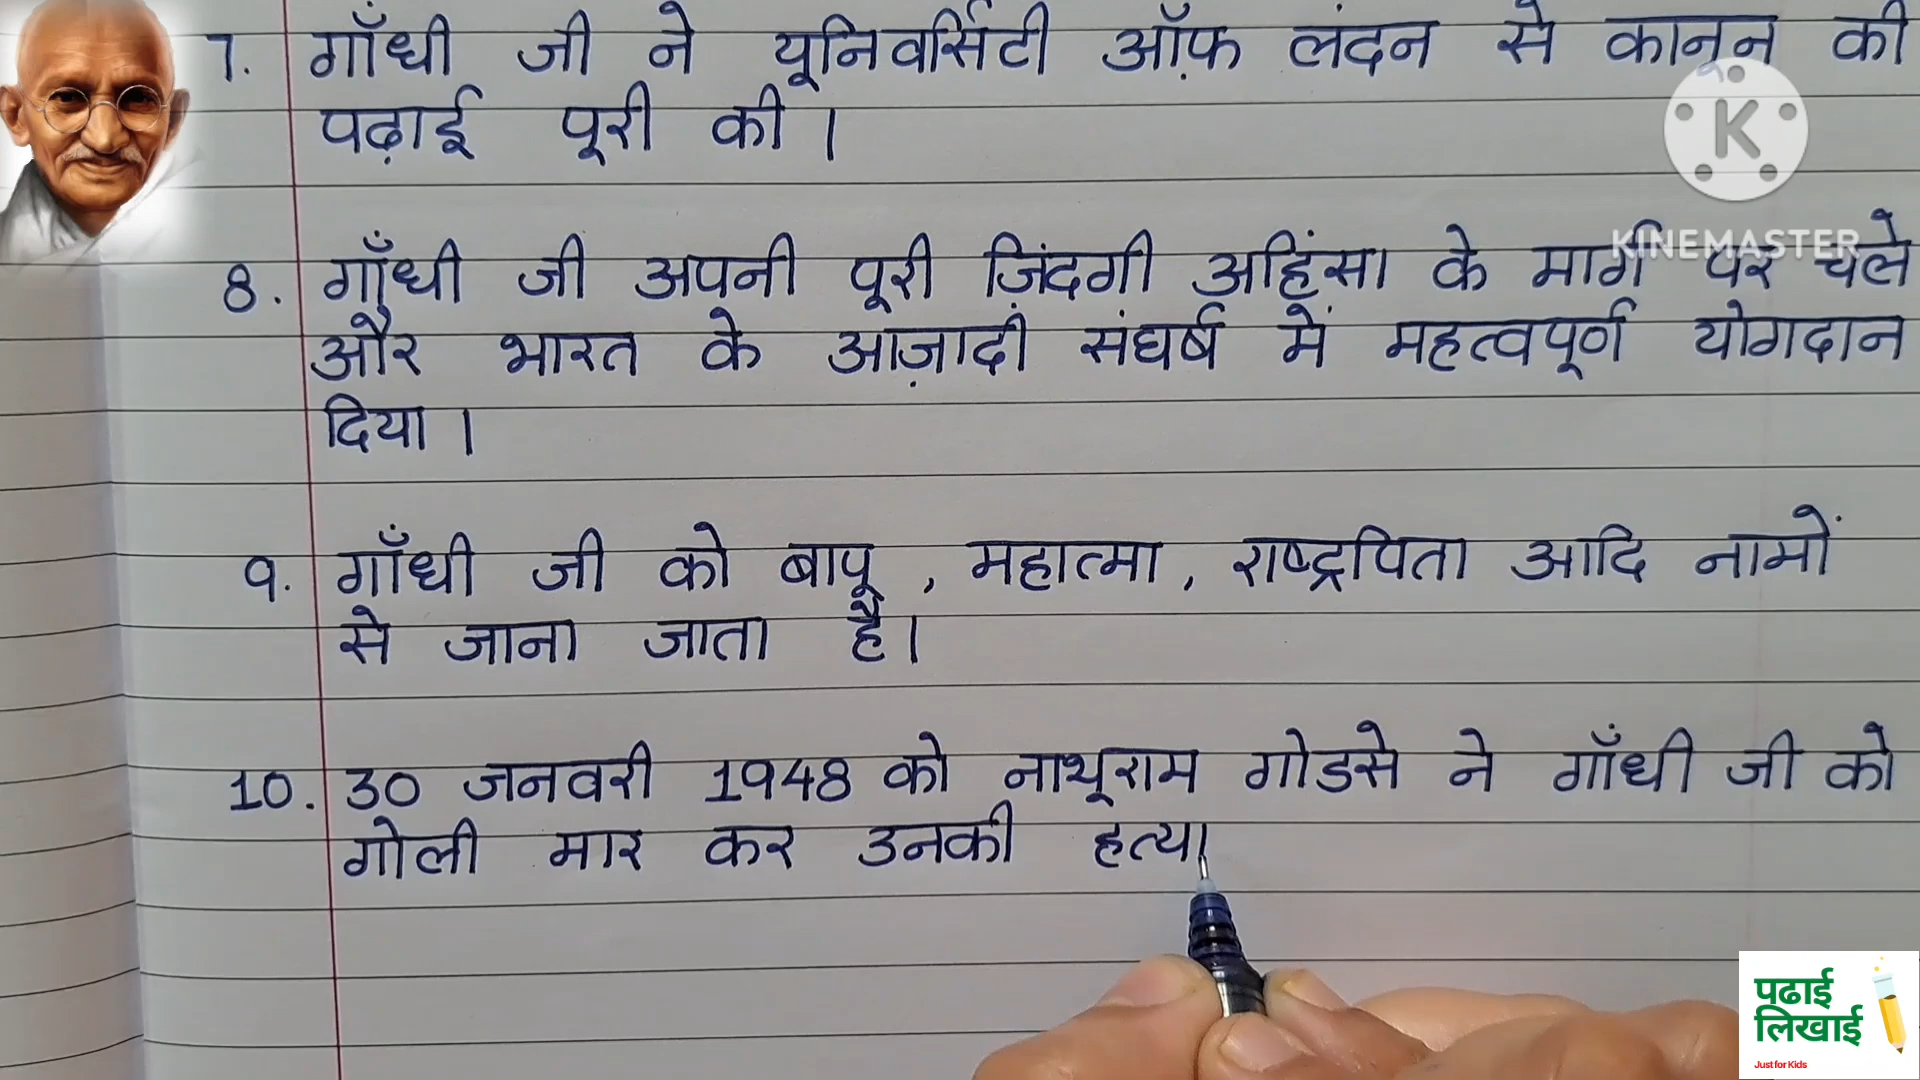 7. गाँधी जी ने यूनिवर्सिटी ऑफ़ लंदन से कानून की
पढ़ाई पूरी की।
8. गाँधी जी अपनी पूरी ज़िंदगी अहिंसा के मार्ग पर चले
और भारत के आज़ादी संघर्ष में महत्वपूर्ण योगदान
दिया।
9. गाँधी जी को बापू, महात्मा, राष्ट्रपिता आदि नामों
से जाना जाता है।
10. 30 जनवरी 1948 को नाथूराम गोडसे ने गाँधी जी को
गोली मार कर उनकी हत्या
K
KINEMASTER
पढाई
लिखाई
Just for Kids